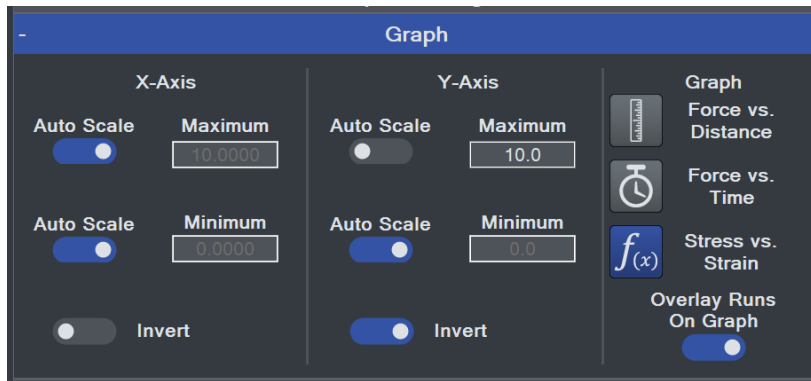 -
Graph
X-Axis
Auto Scale
Maximum
10.0000
Auto Scale
Minimum
0.0000
Invert
Y-Axis
Auto Scale
Maximum
10.0
Auto Scale
Minimum
0.0
Invert
Graph
Force vs.
Distance
Force vs.
Time
f(x)
Stress vs.
Strain
Overlay Runs
On Graph